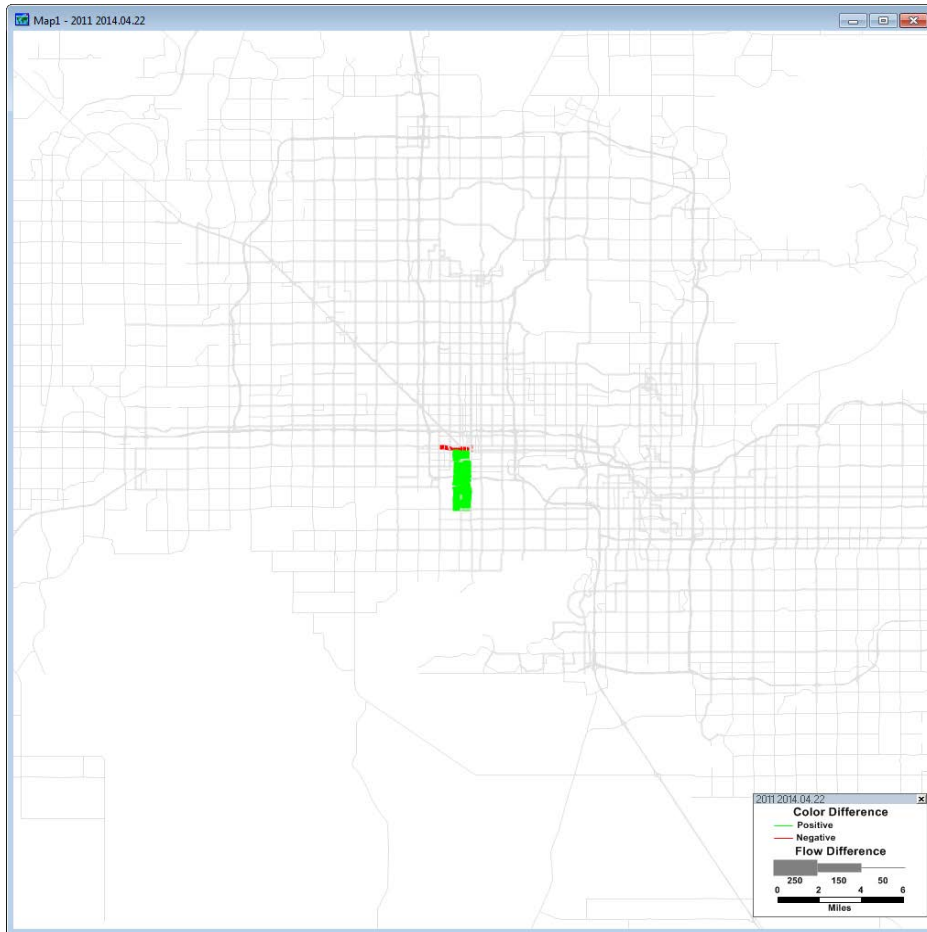 Map1 - 2011 2014.04.22
2011 2014.04.22
Color Difference
Positive
Negative
Flow Difference
250 150 50
0 2 4 6
Miles